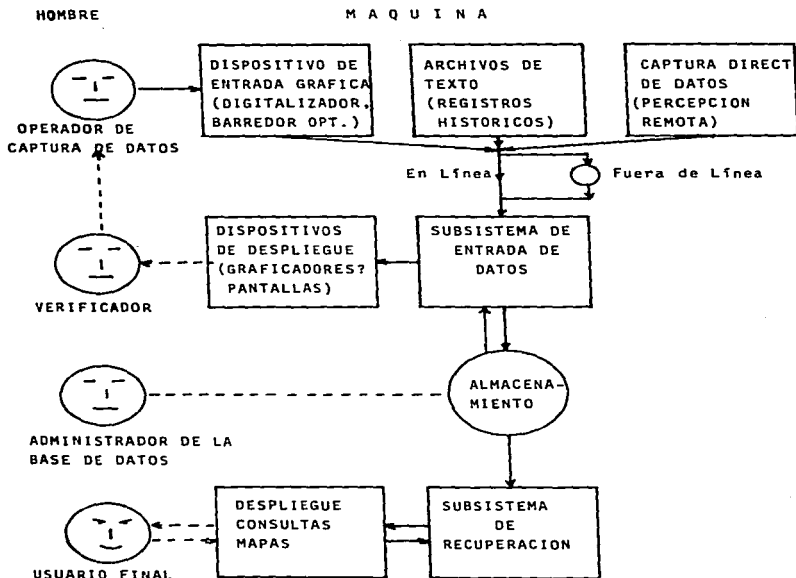 HOMBRE
M A Q U I N A
DISPOSITIVO DE
ENTRADA GRAFICA
(DIGITALIZADOR.
BARREDOR OPT.)
ARCHIVOS DE
TEXTO
(REGISTROS
HISTORICOS)
CAPTURA DIRECT
DE DATOS
(PERCEPCION
REMOTA)
OPERADOR DE
CAPTURA DE DATOS
En Línea
Fuera de Línea
DISPOSITIVOS
DE DESPLIEGUE
(GRAFICADORES?
PANTALLAS)
SUBSISTEMA DE
ENTRADA DE
DATOS
VERIFICADOR
ALMACENA-
MIENTO
ADMINISTRADOR DE LA
BASE DE DATOS
DESPLIEGUE
CONSULTAS
MAPAS
SUBSISTEMA
DE
RECUPERACION
USUARIO FINAL